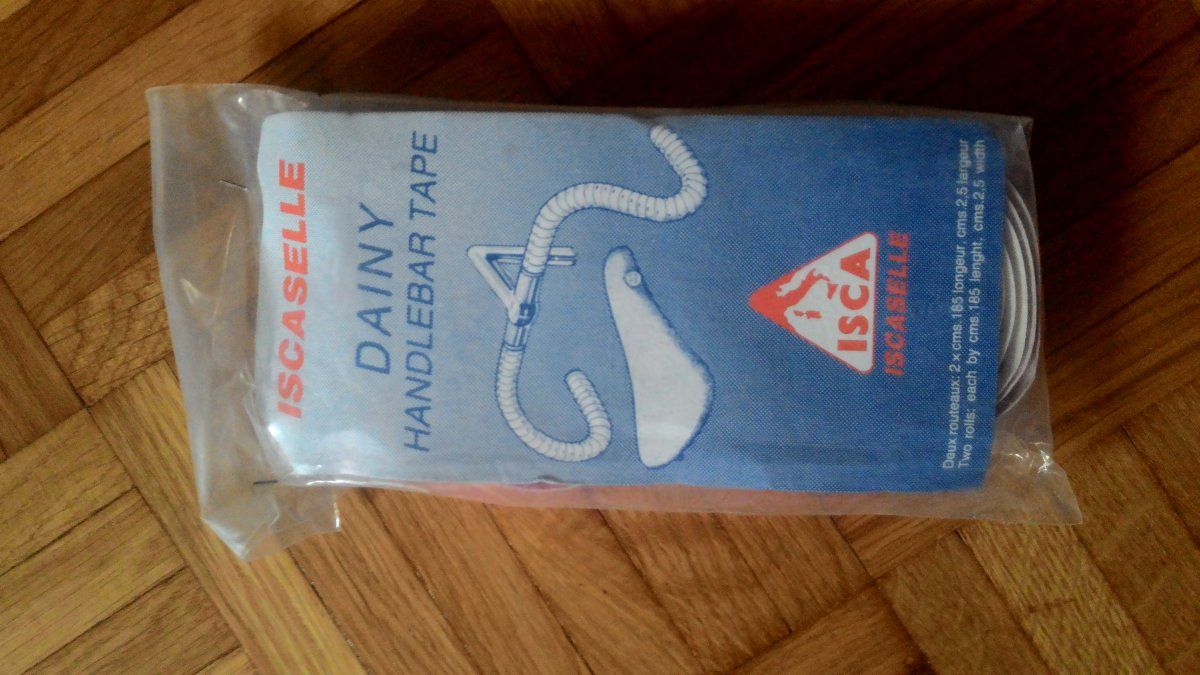 ISCASELLE
DAINY
HANDLEBAR TAPE
ISCA
ISCASELLE
Deux routeaux: 2 x cms.185 longeur, cms.2,5 largeur
Two rolls: each by cms.185 lenght, cms.2,5 width